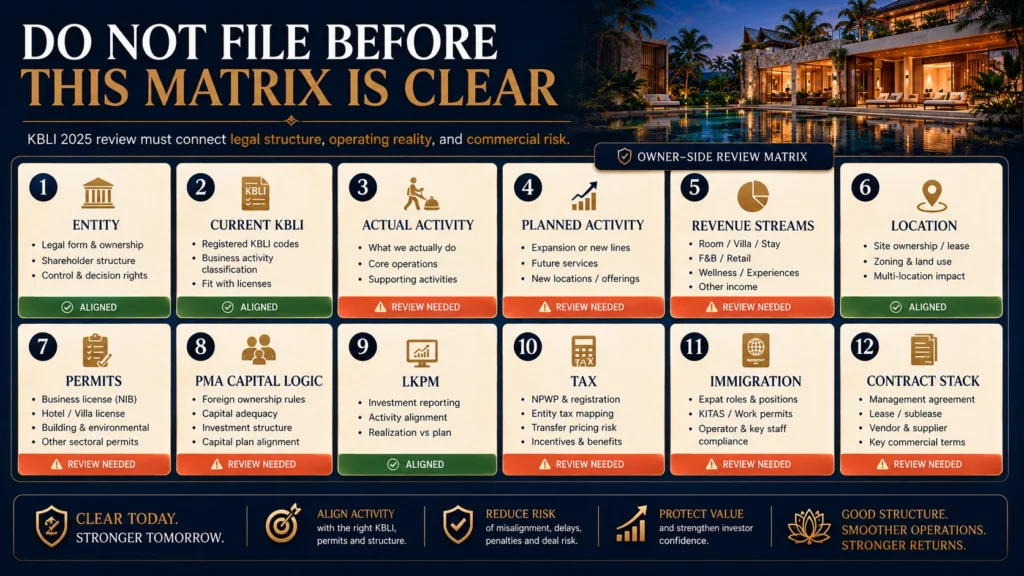 DO NOT FILE BEFORE
THIS MATRIX IS CLEAR
KBLI 2025 review must connect legal structure, operating reality, and commercial risk.
OWNER-SIDE REVIEW MATRIX
1
ENTITY
• Legal form & ownership
• Shareholder structure
• Control & decision rights
ALIGNED
2
KBLI
CURRENT KBLI
• Registered KBLI codes
• Business activity
classification
• Fit with licenses
ALIGNED
3
ACTUAL ACTIVITY
• What we actually do
• Core operations
• Supporting activities
REVIEW NEEDED
4
PLANNED ACTIVITY
• Expansion or new lines
• Future services
• New locations / offerings
REVIEW NEEDED
5
REVENUE STREAMS
• Room / Villa / Stay
• F&B / Retail
• Wellness / Experiences
• Other income
REVIEW NEEDED
6
LOCATION
• Site ownership / lease
• Zoning & land use
• Multi-location impact
ALIGNED
7
PERMITS
• Business license (NIB)
• Hotel / Villa license
• Building & environmental
• Other sectoral permits
REVIEW NEEDED
8
PMA CAPITAL LOGIC
• Foreign ownership rules
• Capital adequacy
• Investment structure
• Capital plan alignment
REVIEW NEEDED
9
LKPM
• Investment reporting
• Activity alignment
• Realization vs plan
ALIGNED
10
TAX
TAX
• NPWP & registration
• Entity tax mapping
• Transfer pricing risk
• Incentives & benefits
REVIEW NEEDED
11
IMMIGRATION
• Expat roles & positions
• KITAS / Work permits
• Operator & key staff
compliance
REVIEW NEEDED
12
CONTRACT STACK
• Management agreement
• Lease / sublease
• Vendor & supplier
• Key commercial terms
REVIEW NEEDED
CLEAR TODAY.
STRONGER TOMORROW.
ALIGN ACTIVITY
with the right KBLI,
permits and structure.
REDUCE RISK
of misalignment, delays,
penalties and deal risk.
PROTECT VALUE
and strengthen investor
confidence.
GOOD STRUCTURE.
SMOOTHER OPERATIONS.
STRONGER RETURNS.